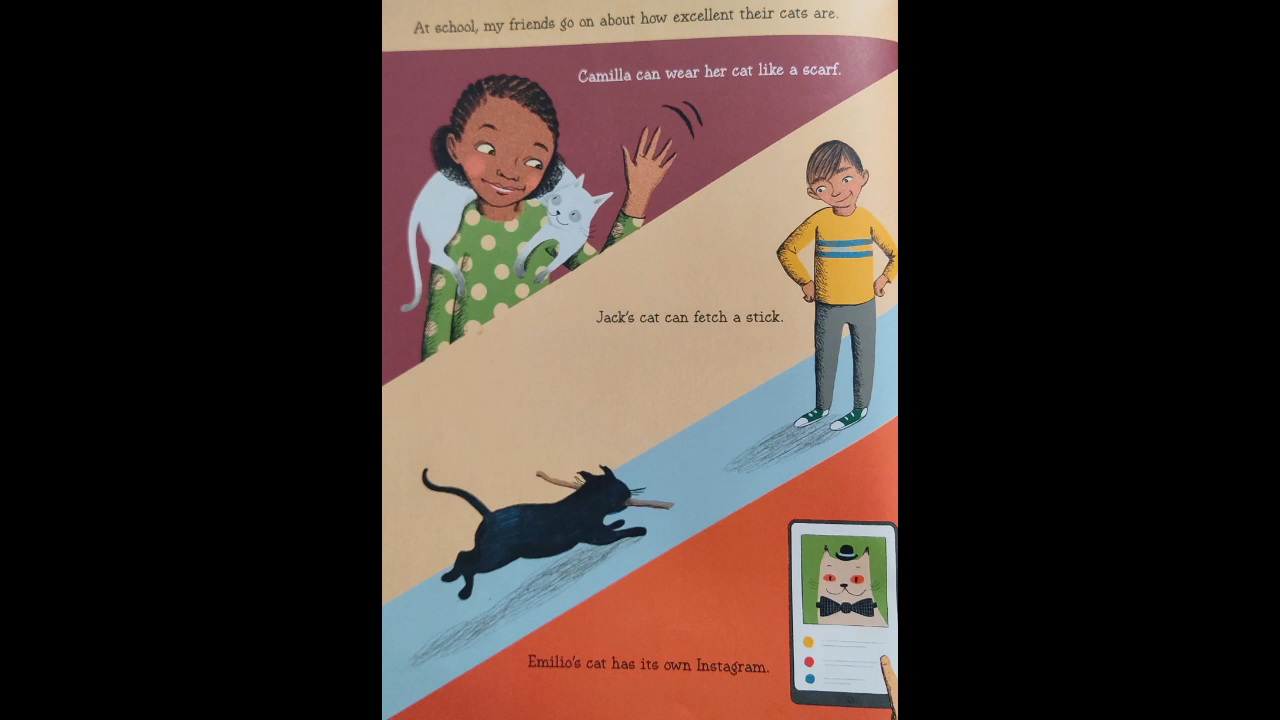 At school, my friends go on about how excellent their cats are.
Camilla can wear her cat like a scarf.
Jack's cat can fetch a stick.
Emilio's cat has its own Instagram.